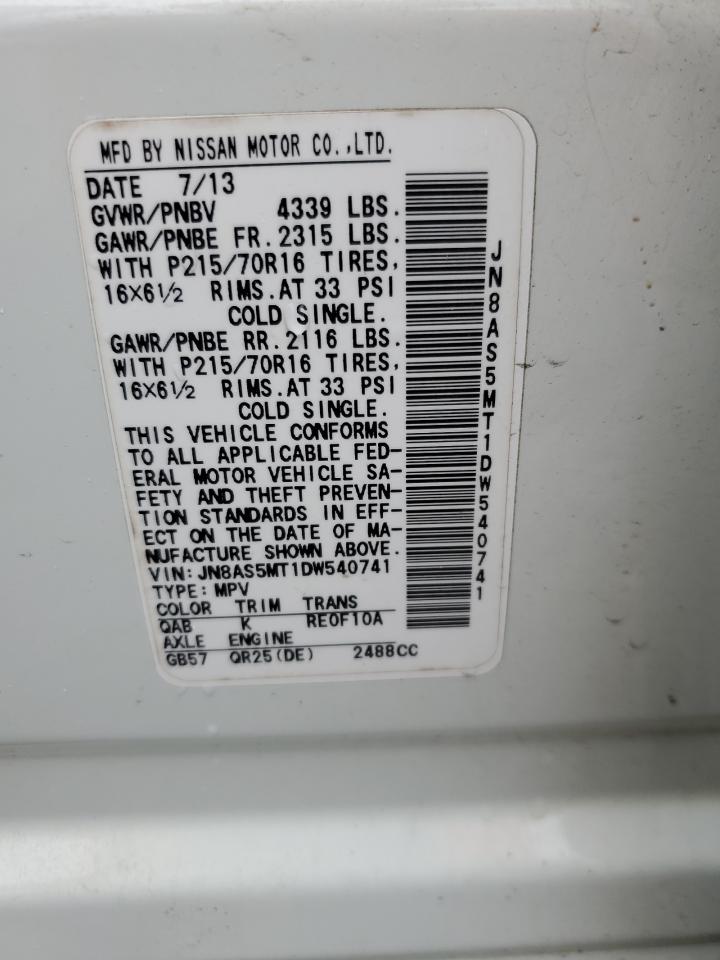 MFD BY NISSAN MOTOR CO.,LTD.
DATE 7/13
GVWR/PNBV 4339 LBS.
GAWR/PNBE FR. 2315 LBS.
WITH P215/70R16 TIRES,
16X6 1/2 RIMS. AT 33 PSI
COLD SINGLE.
GAWR/PNBE RR. 2116 LBS.
WITH P215/70R16 TIRES,
16X6 1/2 RIMS. AT 33 PSI
COLD SINGLE.
THIS VEHICLE CONFORMS
TO ALL APPLICABLE FED-
ERAL MOTOR VEHICLE SA-
FETY AND THEFT PREVEN-
TION STANDARDS IN EFF-
ECT ON THE DATE OF MA-
NUFACTURE SHOWN ABOVE.
VIN: JN8AS5MT1DW540741
TYPE: MPV
COLOR TRIM TRANS
QAB K RE0F10A
AXLE ENGINE
GB57 QR25(DE) 2488CC
JN8AS5MT1DW540741